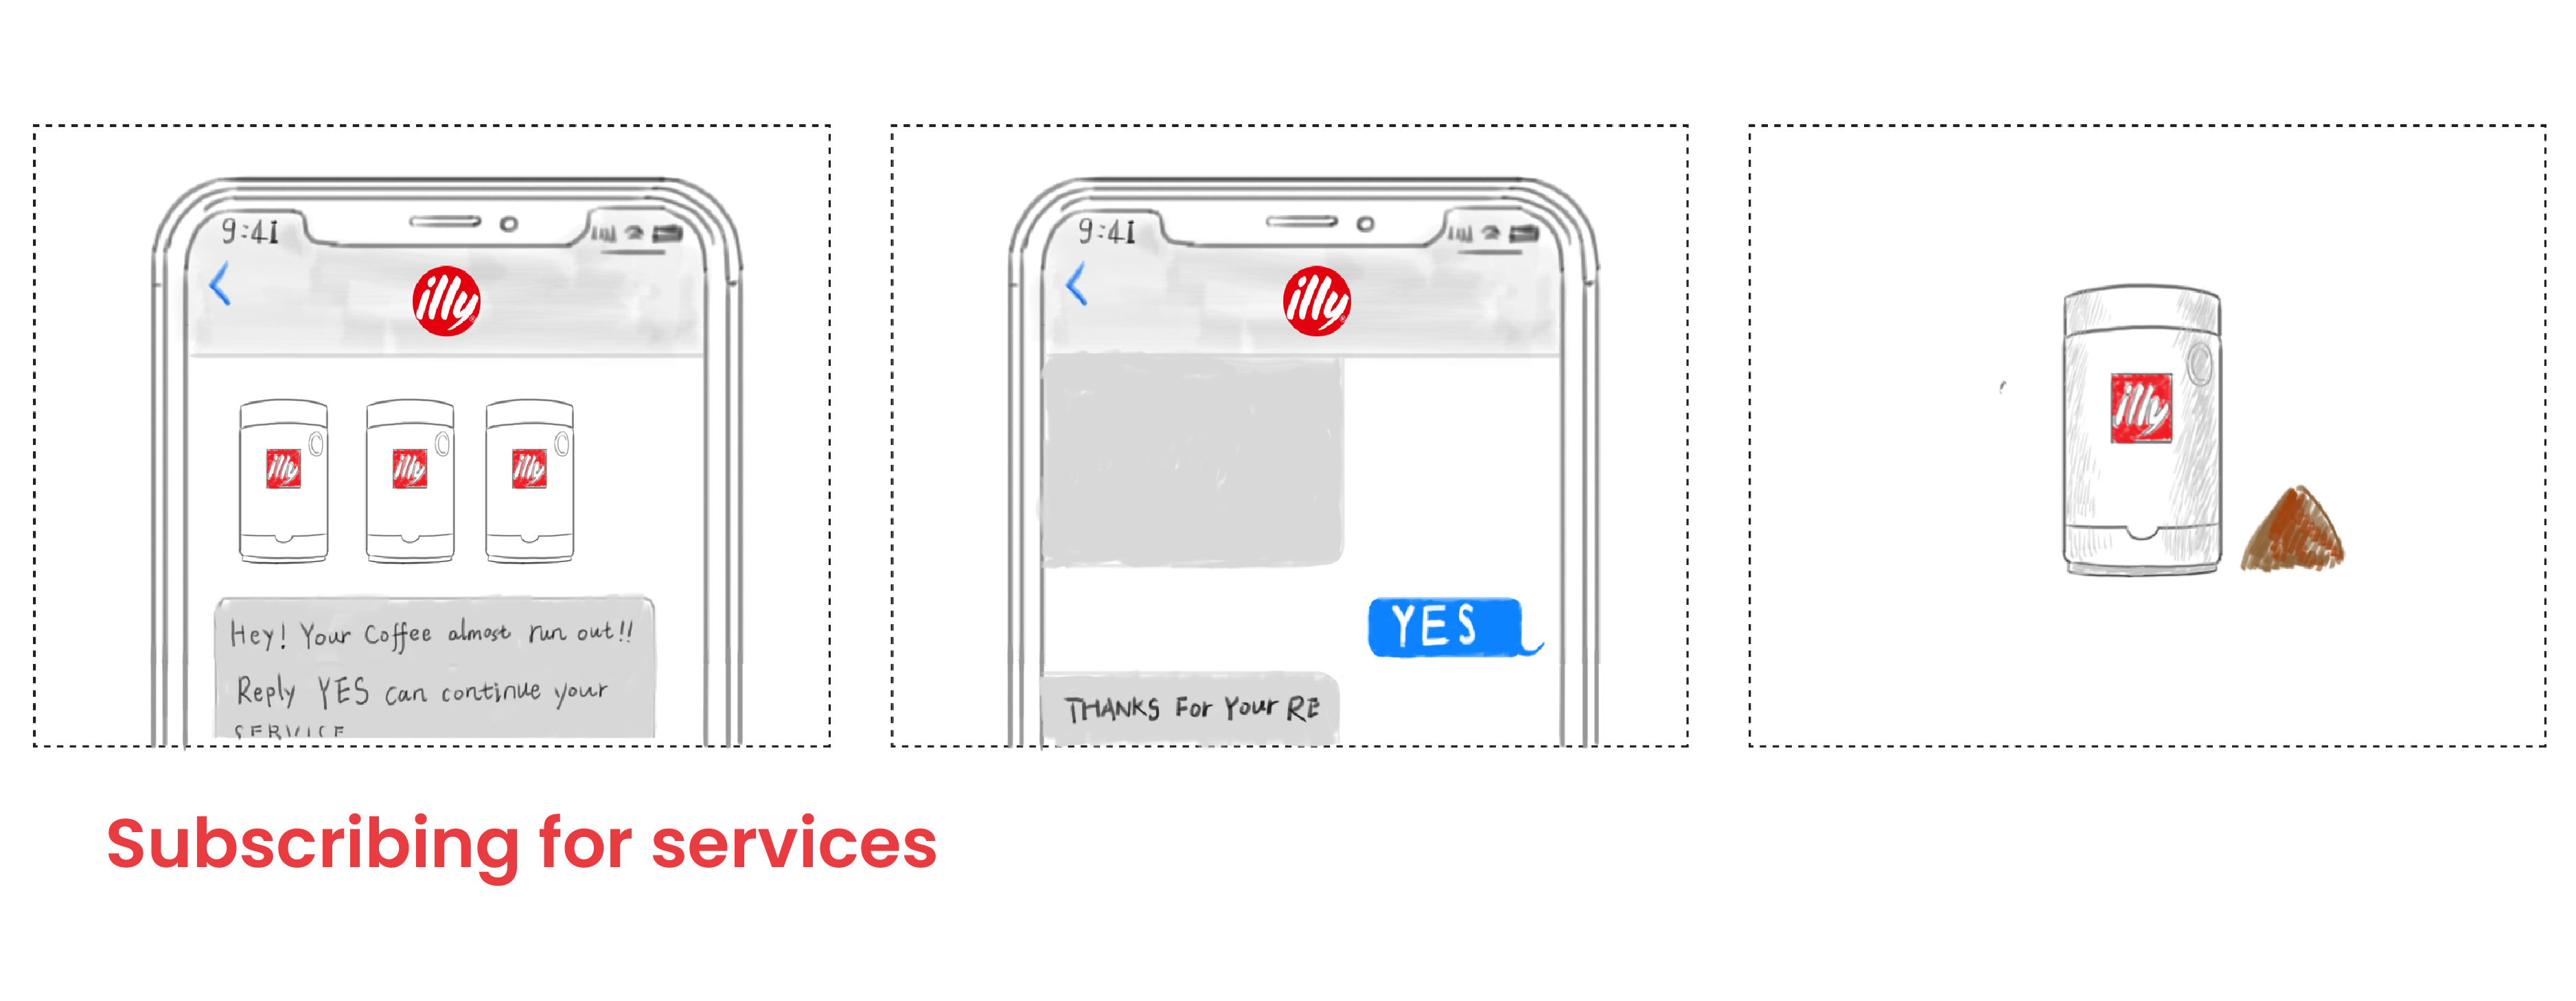 9:41
illy
illy illy illy
Hey! Your Coffee almost run out!!
Reply YES can continue your
SERVICE
9:41
illy
YES
THANKS For Your RE
illy
Subscribing for services